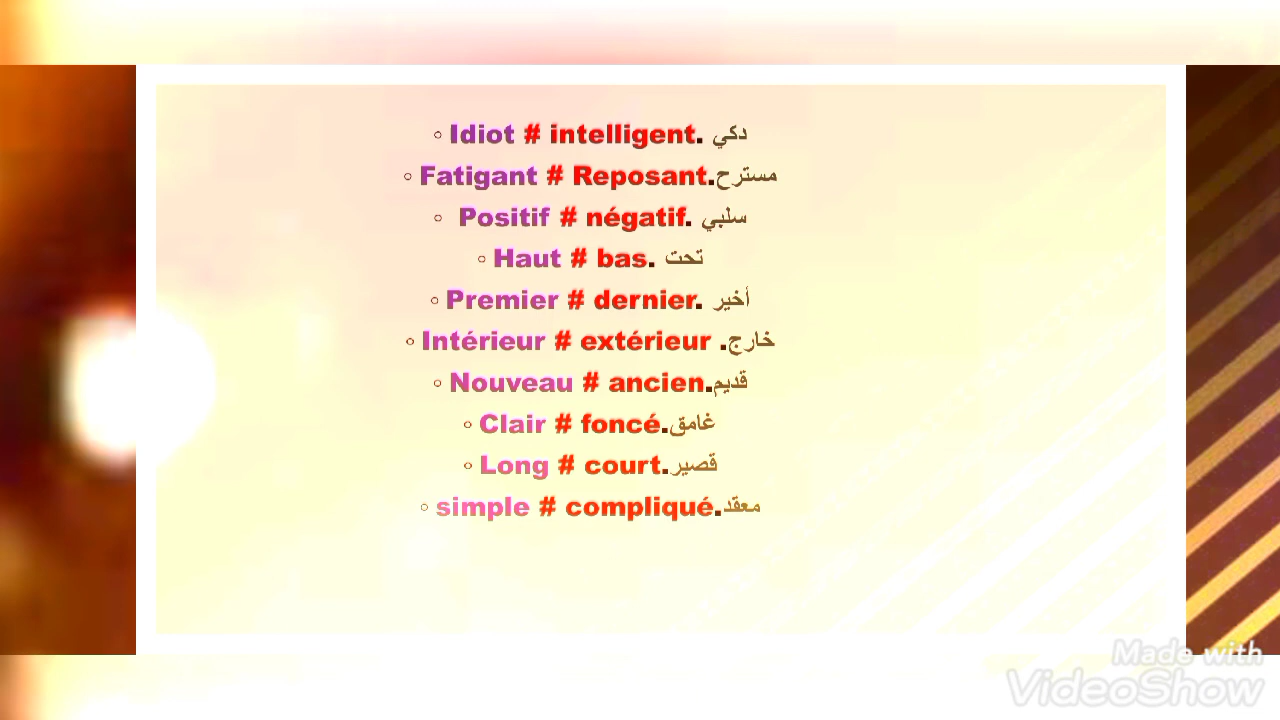 ◦ Idiot # intelligent. دكي
◦ Fatigant # Reposant.مسترح
◦ Positif # négatif. سلبي
◦ Haut # bas. تحت
◦ Premier # dernier. أخير
◦ Intérieur # extérieur .خارج
◦ Nouveau # ancien.قديم
◦ Clair # foncé.غامق
◦ Long # court.قصير
◦ simple # compliqué.معقد
Made with
VideoShow